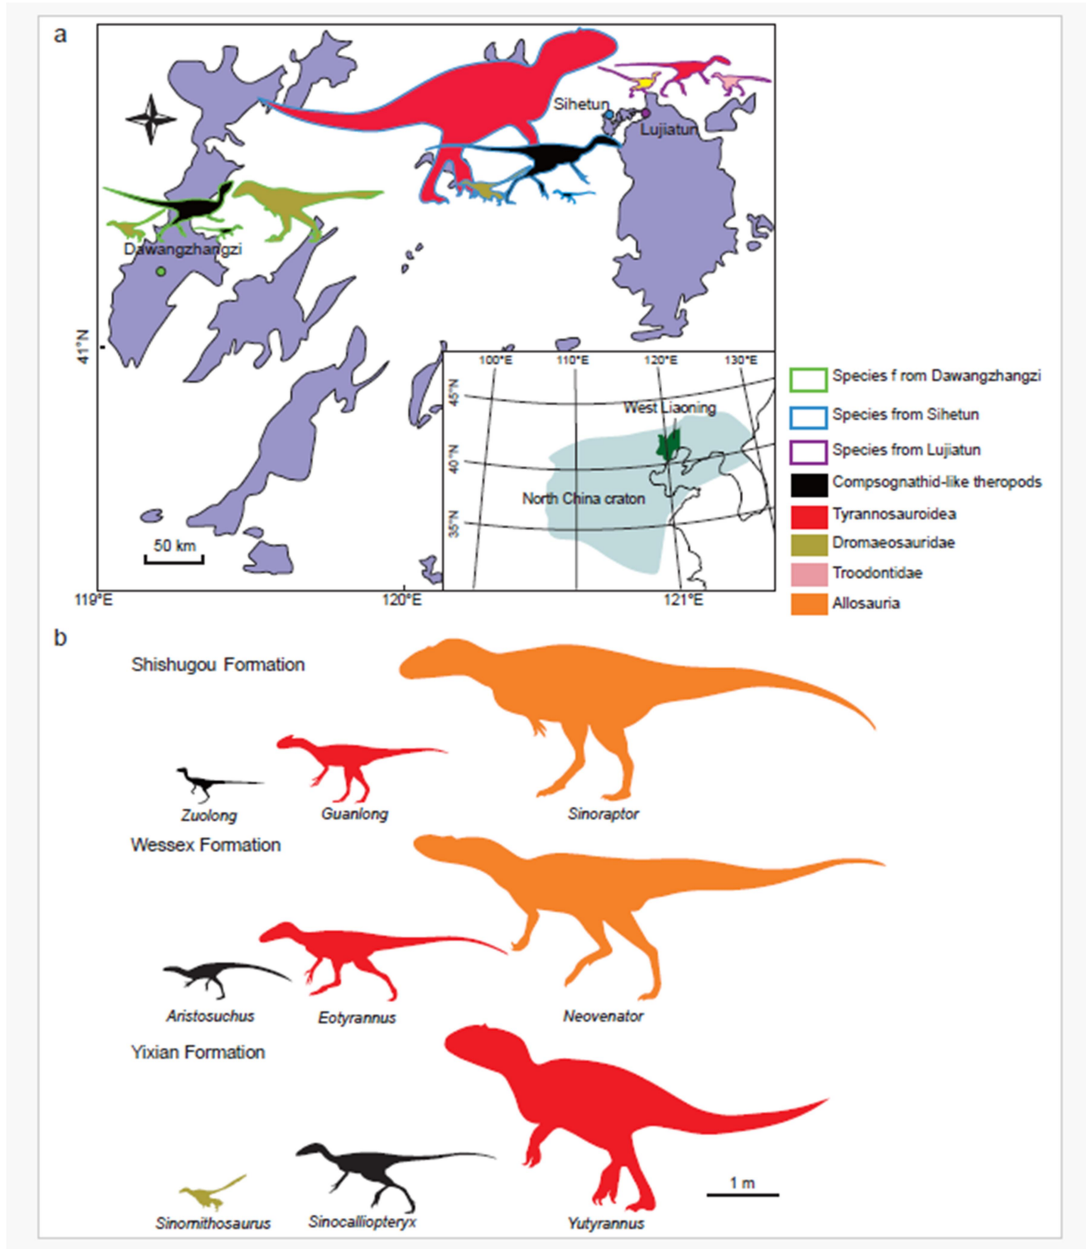 a
Sihetun
Lujiatun
Dawangzhangzi
41°N
100°E 110°E 120°E 130°E
45°N
West Liaoning
40°N
North China craton
35°N
50 km
119°E 120°E 121°E
Species f rom Dawangzhangzi
Species from Sihetun
Species from Lujiatun
Compsognathid-like theropods
Tyrannosauroidea
Dromaeosauridae
Troodontidae
Allosauria
b
Shishugou Formation
Zuolong Guanlong Sinoraptor
Wessex Formation
Aristosuchus Eotyrannus Neovenator
Yixian Formation
1 m
Sinornithosaurus Sinocalliopteryx Yutyrannus